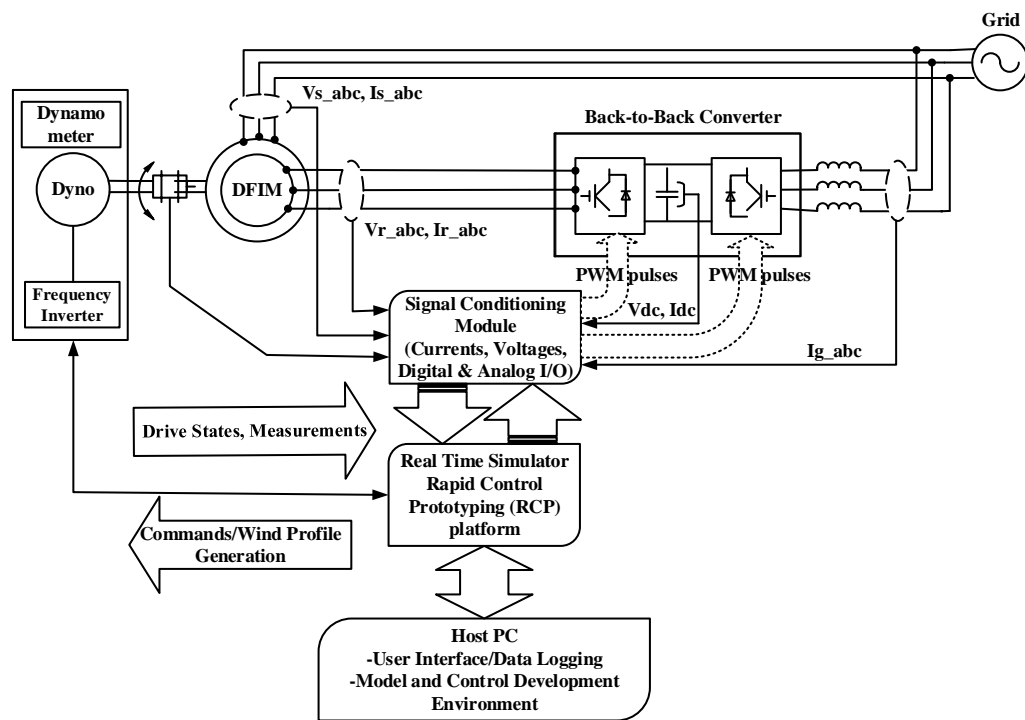 Grid
Vs_abc, Is_abc
Dynamo
meter
Back-to-Back Converter
Dyno
DFIM
Vr_abc, Ir_abc
PWM pulses
PWM pulses
Frequency
Inverter
Signal Conditioning
Module
(Currents, Voltages,
Digital & Analog I/O)
Vdc, Idc
Ig_abc
Drive States, Measurements
Real Time Simulator
Rapid Control
Prototyping (RCP)
platform
Commands/Wind Profile
Generation
Host PC
-User Interface/Data Logging
-Model and Control Development
Environment